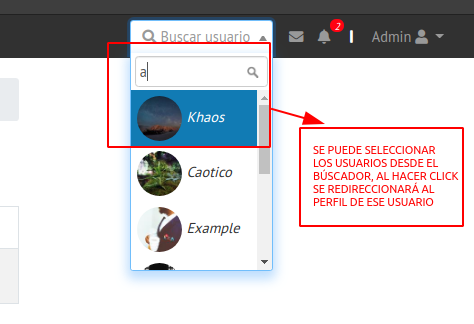 Buscar usuario
2
Admin
a
Khaos
Caotico
Example
SE PUEDE SELECCIONAR
LOS USUARIOS DESDE EL
BÚSCADOR, AL HACER CLICK
SE REDIRECCIONARÁ AL
PERFIL DE ESE USUARIO